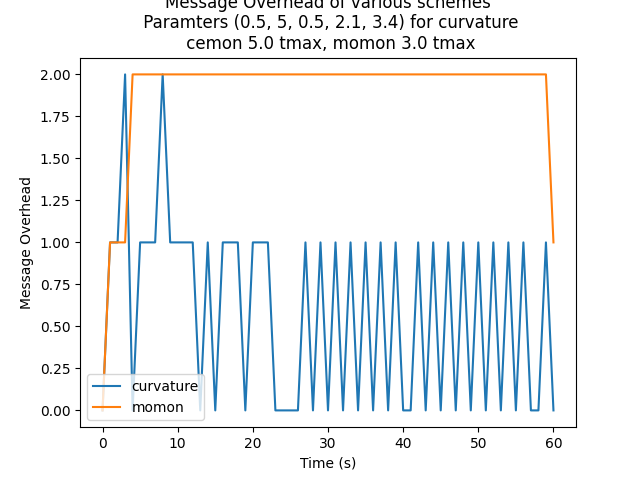 Message Overhead of various schemes
Paramters (0.5, 5, 0.5, 2.1, 3.4) for curvature
cemon 5.0 tmax, momon 3.0 tmax
2.00
1.75
1.50
1.25
1.00
0.75
0.50
0.25
0.00
Message Overhead
curvature
momon
0 10 20 30 40 50 60
Time (s)